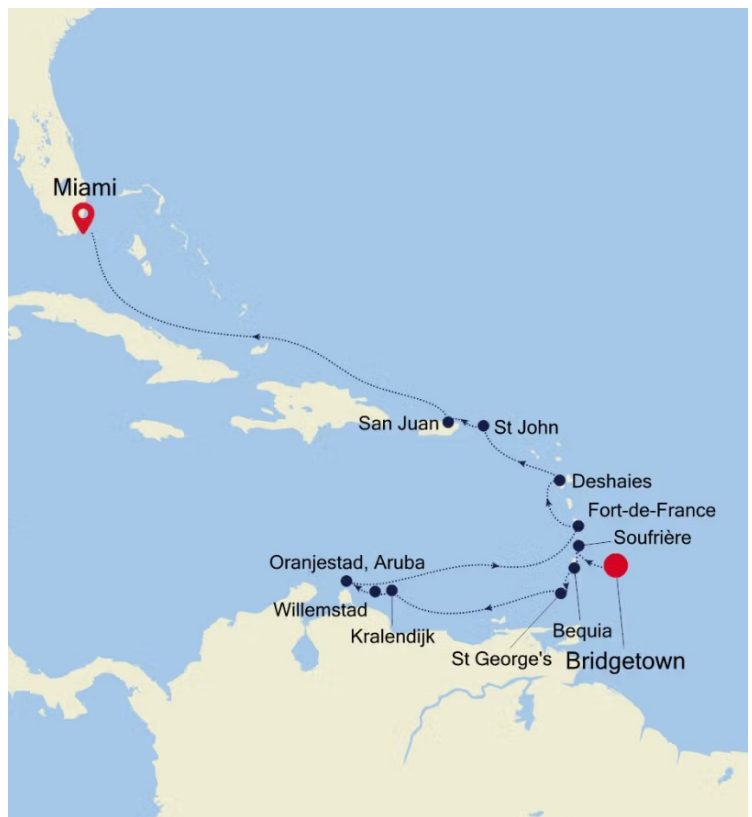 Miami
San Juan
St John
Deshaies
Fort-de-France
Soufrière
Oranjestad, Aruba
Willemstad
Kralendijk
Bequia
St George's
Bridgetown